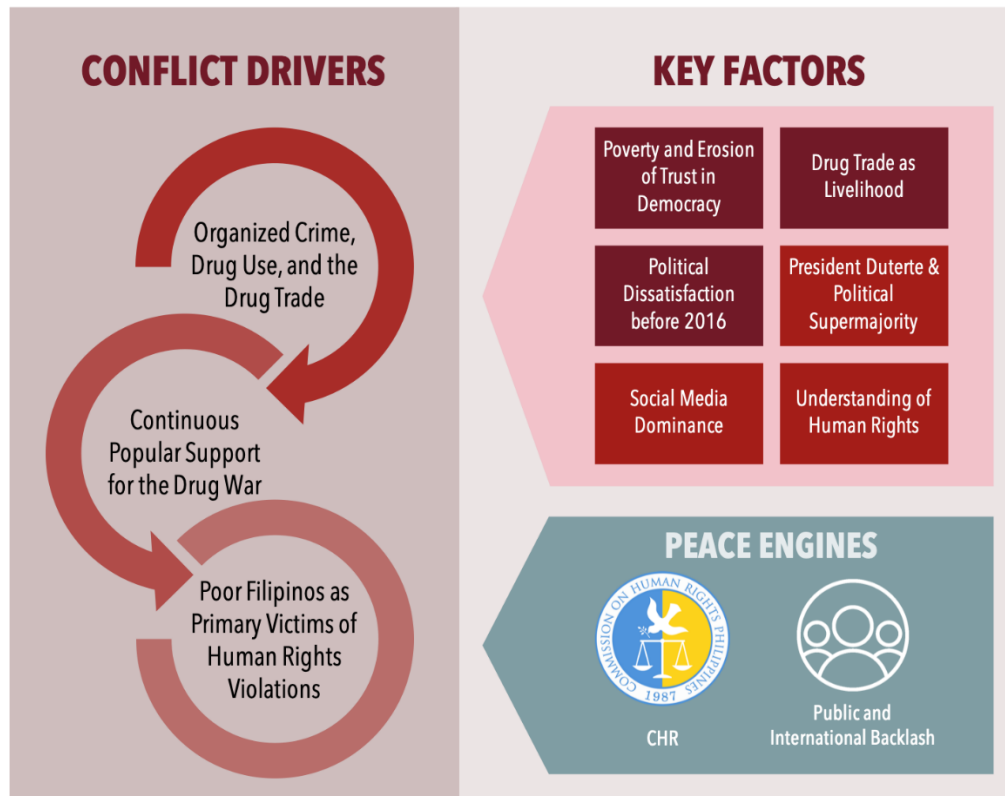 CONFLICT DRIVERS
Organized Crime,
Drug Use, and the
Drug Trade
Continuous
Popular Support
for the Drug War
Poor Filipinos as
Primary Victims of
Human Rights
Violations
KEY FACTORS
Poverty and Erosion
of Trust in
Democracy
Drug Trade as
Livelihood
Political
Dissatisfaction
before 2016
President Duterte &
Political
Supermajority
Social Media
Dominance
Understanding of
Human Rights
PEACE ENGINES
COMMISSION ON HUMAN RIGHTS PHILIPPINES
1987
CHR
Public and
International Backlash